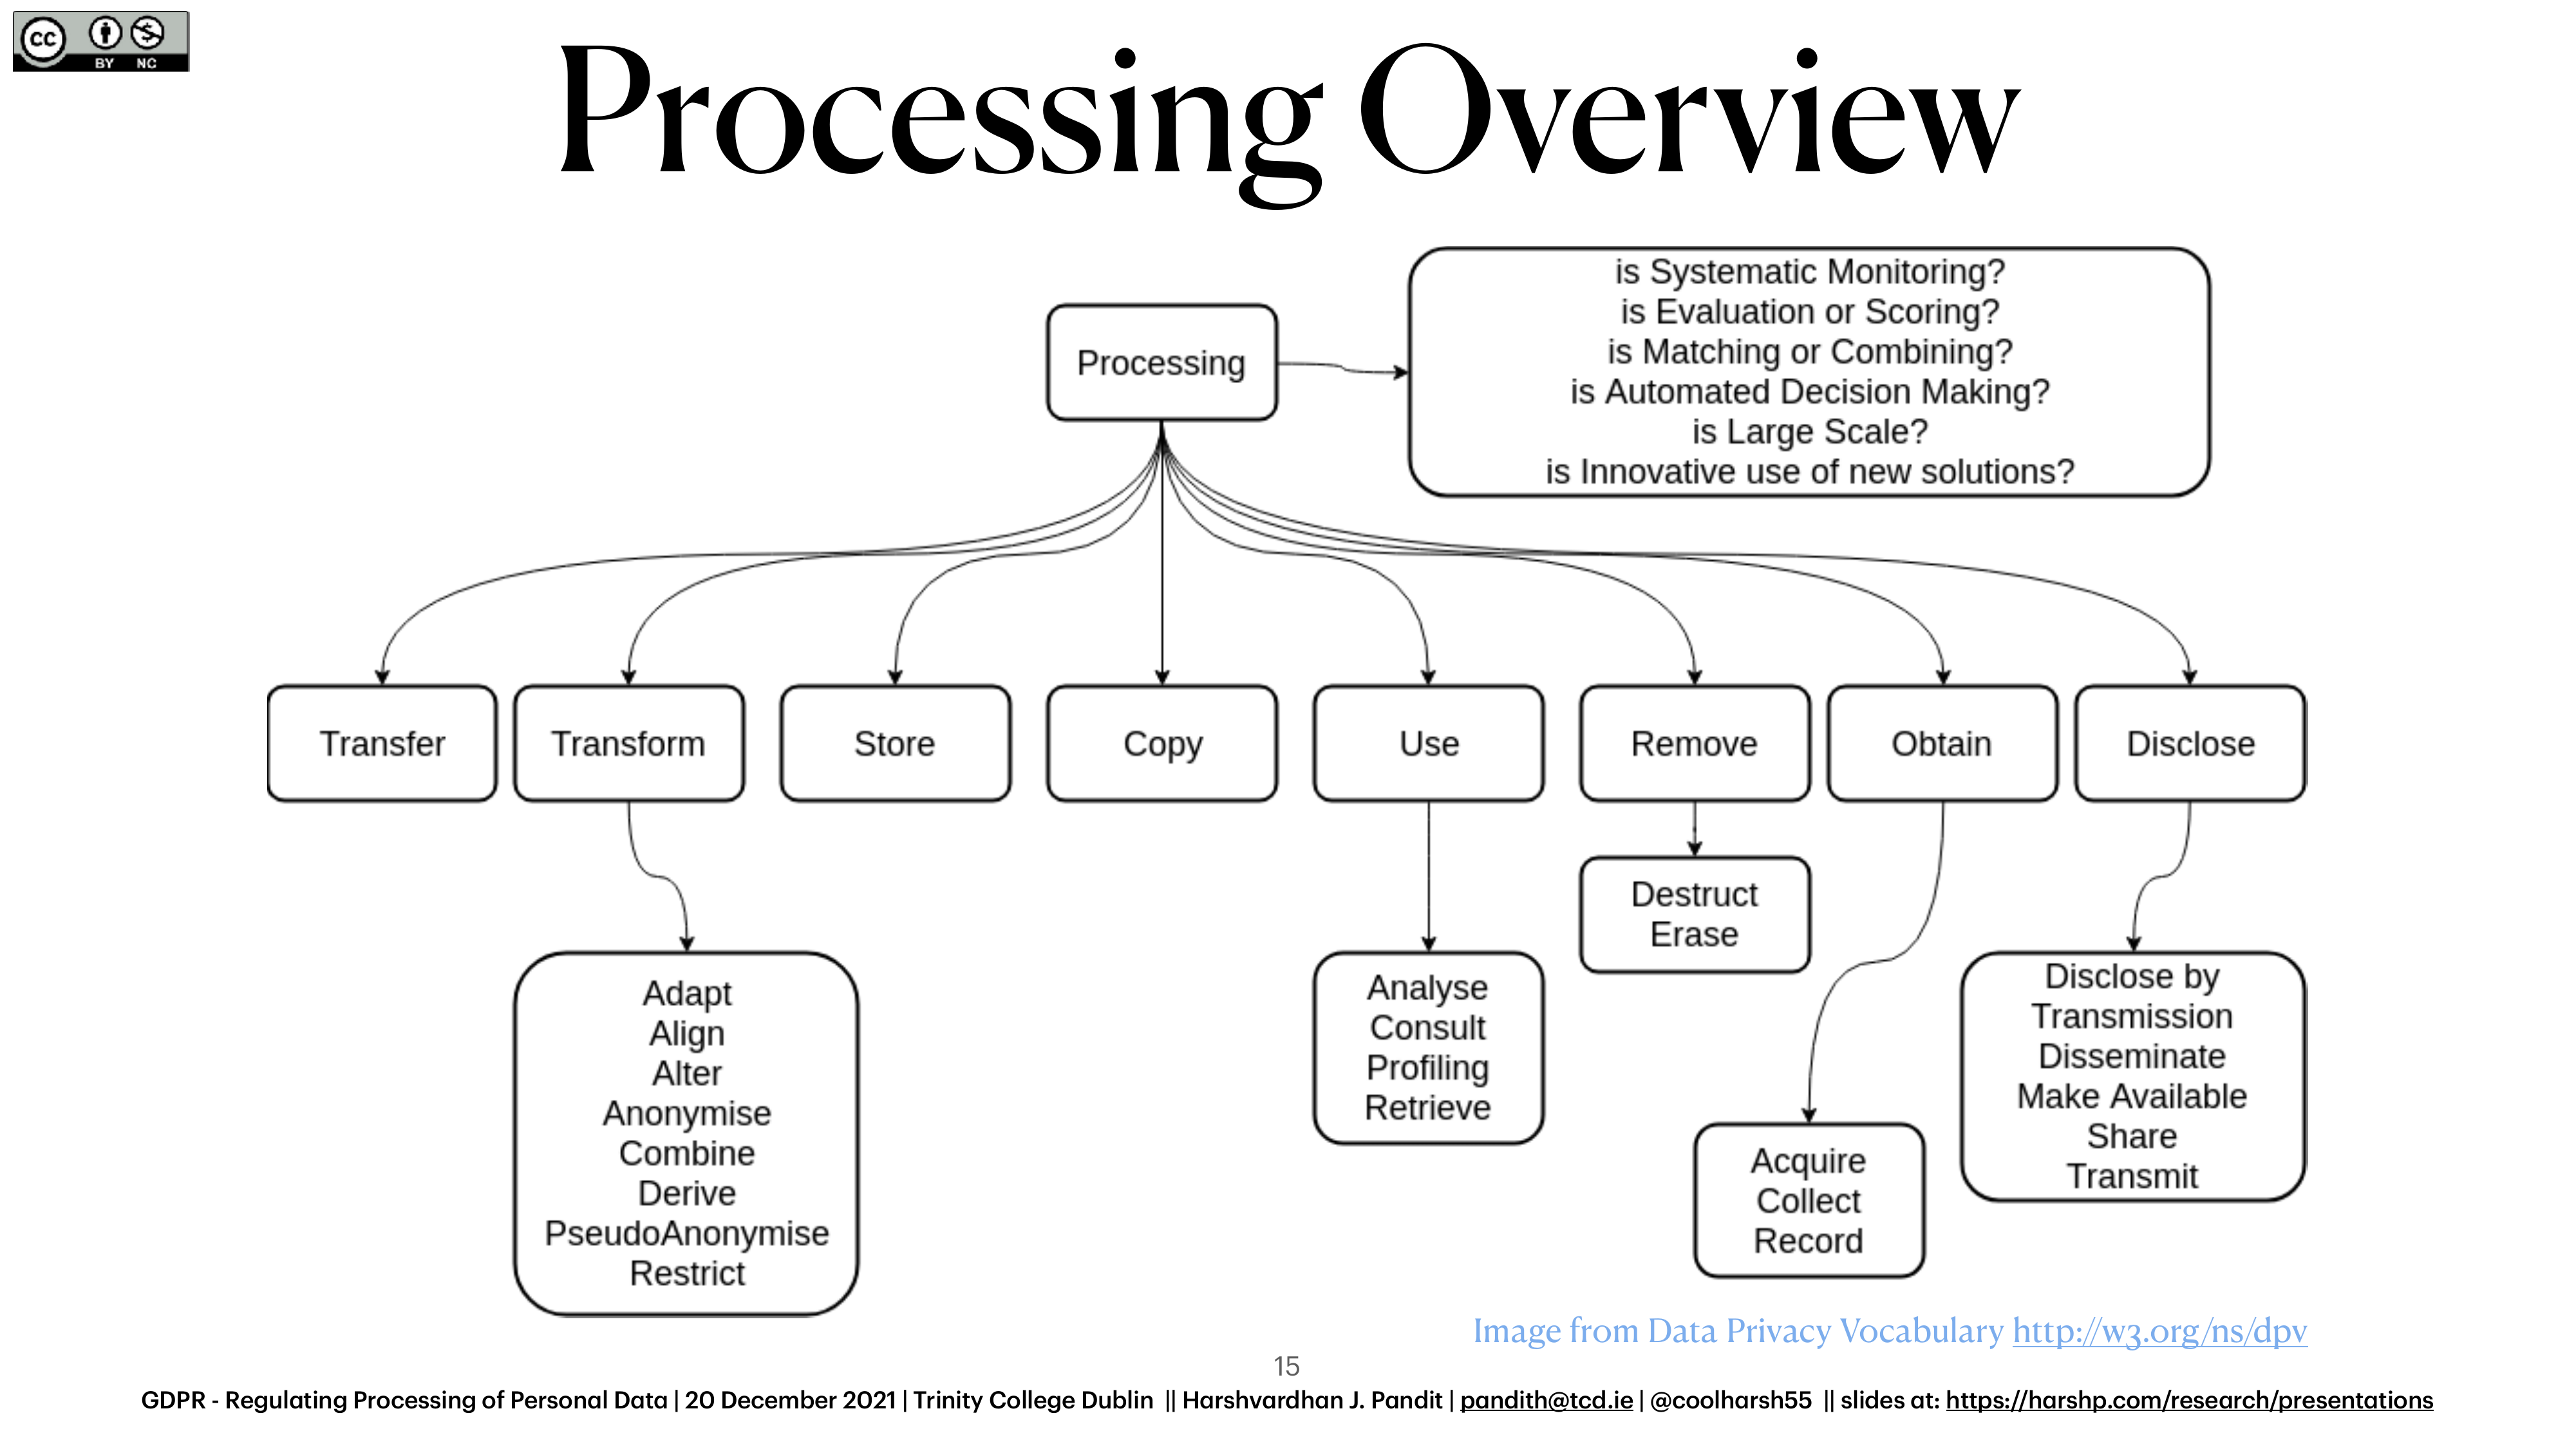 cc BY NC
Processing Overview
is Systematic Monitoring?
is Evaluation or Scoring?
is Matching or Combining?
is Automated Decision Making?
is Large Scale?
is Innovative use of new solutions?
Processing
Transfer
Transform
Store
Copy
Use
Remove
Obtain
Disclose
Adapt
Align
Alter
Anonymise
Combine
Derive
PseudoAnonymise
Restrict
Analyse
Consult
Profiling
Retrieve
Destruct
Erase
Acquire
Collect
Record
Disclose by
Transmission
Disseminate
Make Available
Share
Transmit
Image from Data Privacy Vocabulary http://w3.org/ns/dpv
15
GDPR - Regulating Processing of Personal Data | 20 December 2021 | Trinity College Dublin || Harshvardhan J. Pandit | pandith@tcd.ie | @coolharsh55 || slides at: https://harshp.com/research/presentations